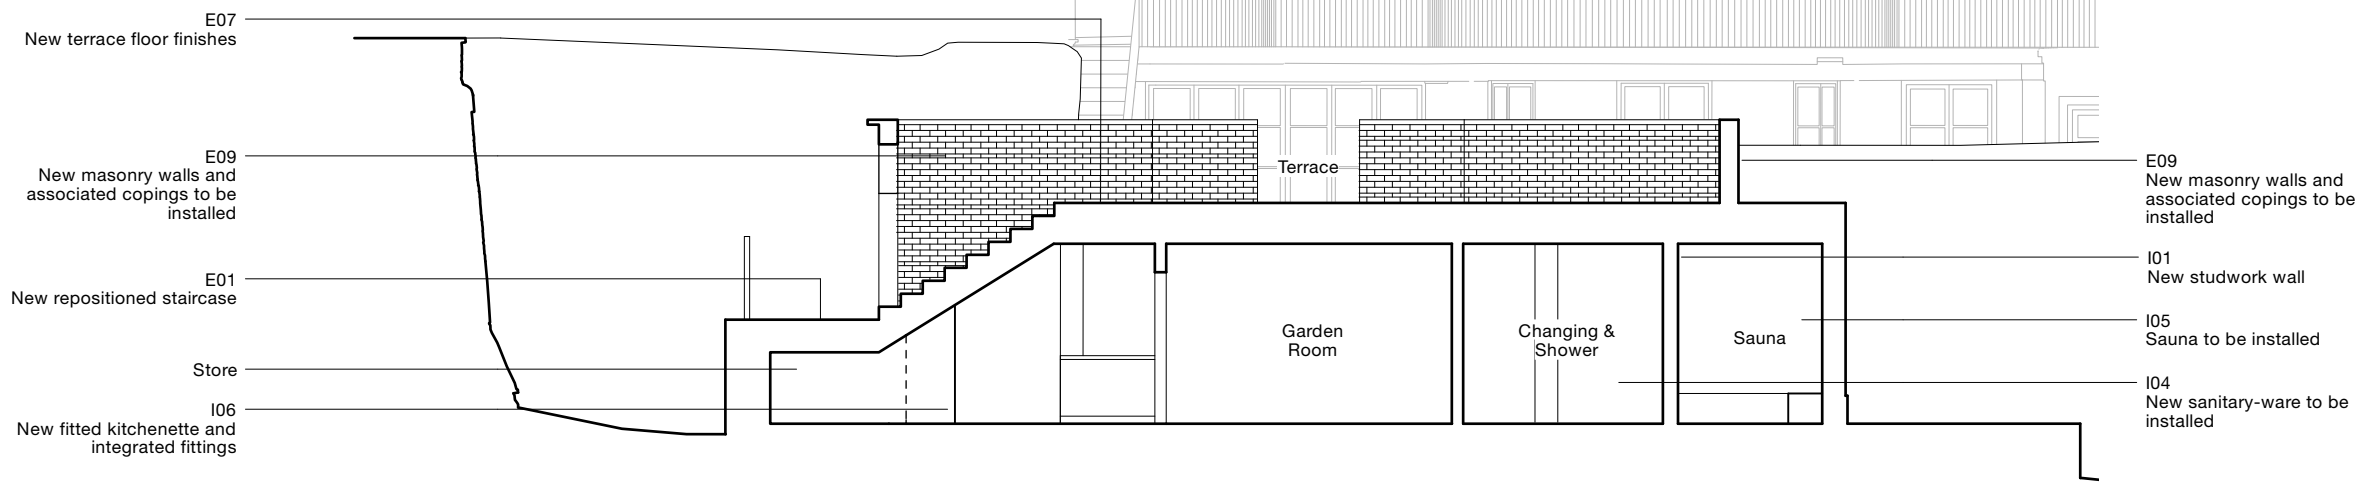 E07
New terrace floor finishes
E09
New masonry walls and
associated copings to be
installed
E01
New repositioned staircase
Store
I06
New fitted kitchenette and
integrated fittings
Terrace
Garden
Room
Changing &
Shower
Sauna
E09
New masonry walls and
associated copings to be
installed
I01
New studwork wall
I05
Sauna to be installed
I04
New sanitary-ware to be
installed